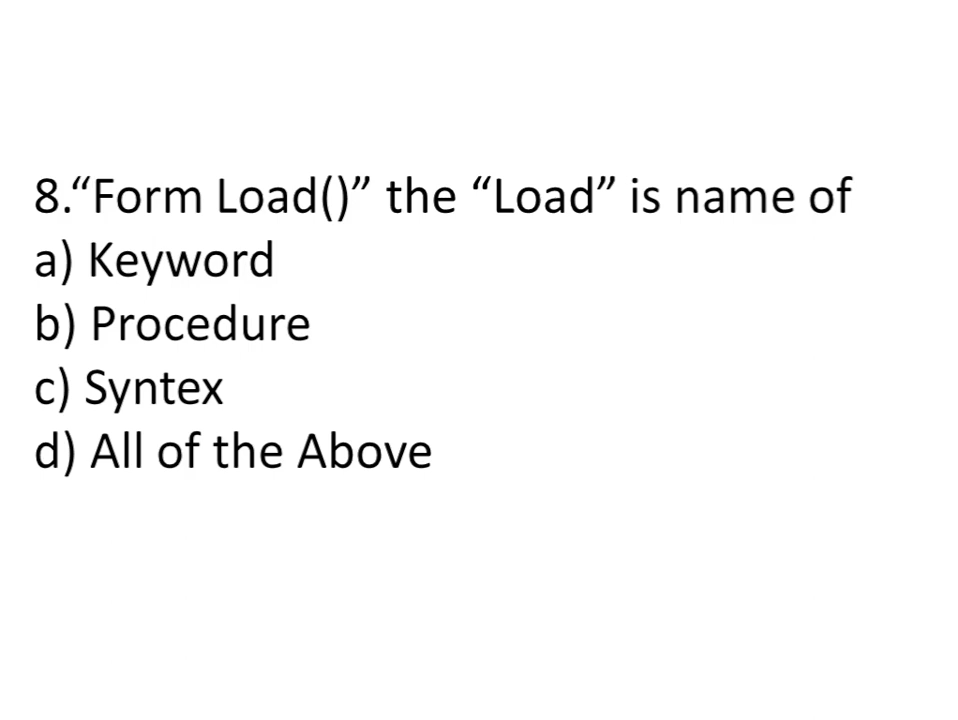 8.“Form Load()” the “Load” is name of
a) Keyword
b) Procedure
c) Syntex
d) All of the Above